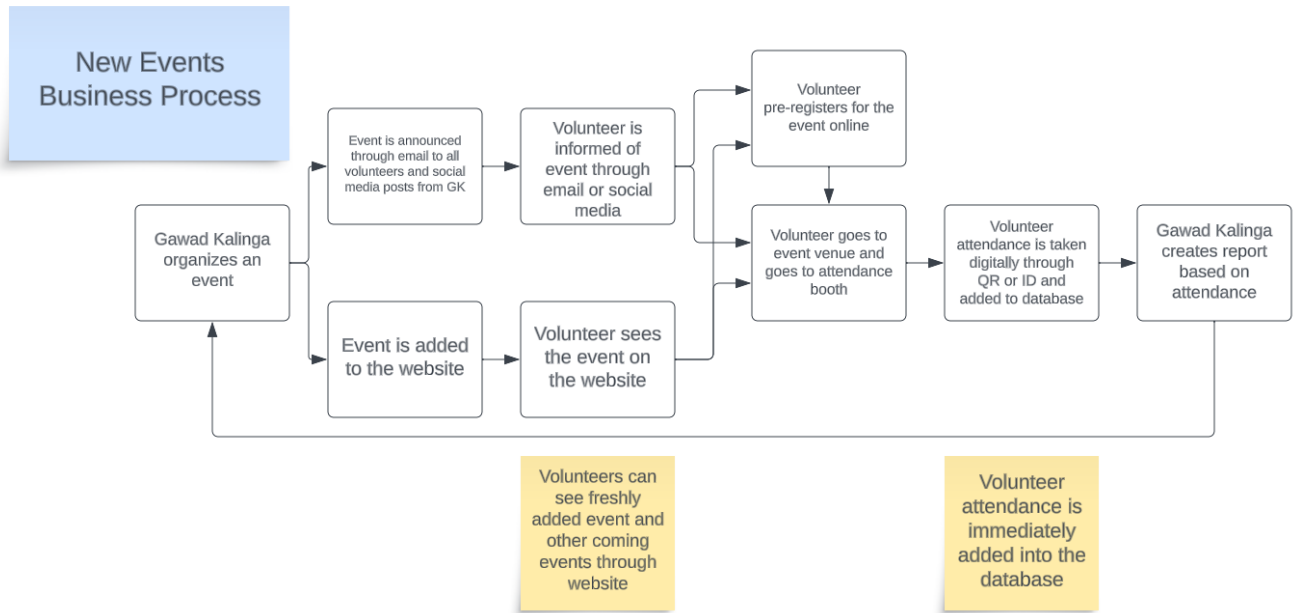 New Events
Business Process
Gawad Kalinga
organizes an
event
Event is announced
through email to all
volunteers and social
media posts from GK
Volunteer is
informed of
event through
email or social
media
Event is added
to the website
Volunteer sees
the event on
the website
Volunteer
pre-registers for the
event online
Volunteer goes to
event venue and
goes to attendance
booth
Volunteer
attendance is taken
digitally through
QR or ID and
added to database
Gawad Kalinga
creates report
based on
attendance
Volunteers can
see freshly
added event and
other coming
events through
website
Volunteer
attendance is
immediately
added into the
database